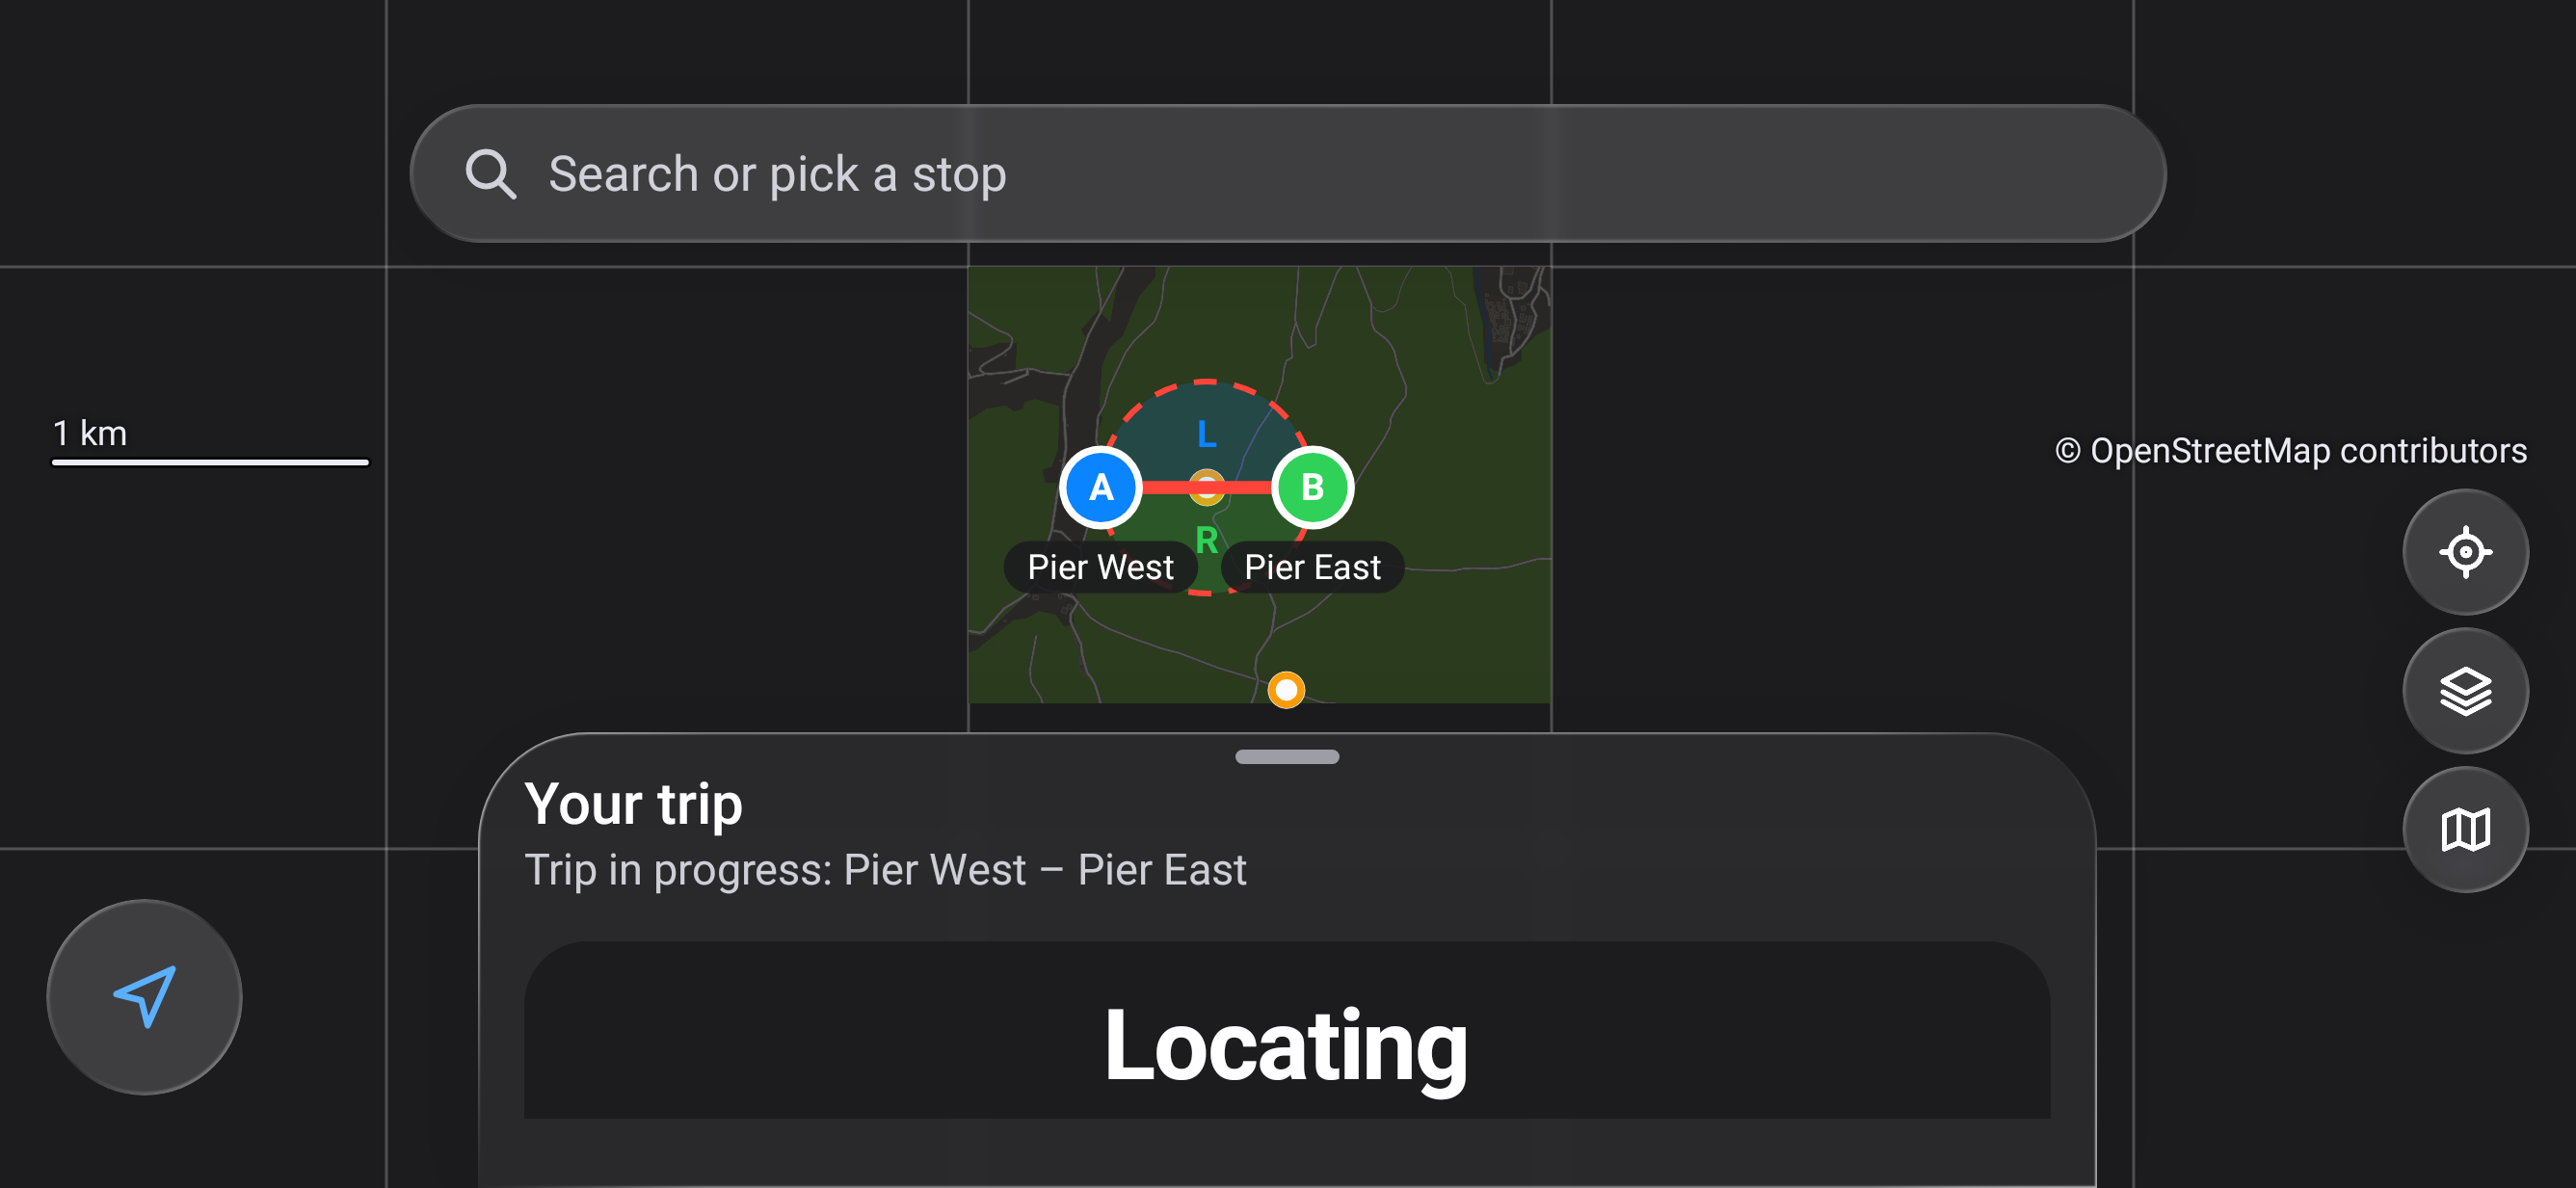 Search or pick a stop
1 km
© OpenStreetMap contributors
L
A
B
R
Pier West
Pier East
Your trip
Trip in progress: Pier West – Pier East
Locating